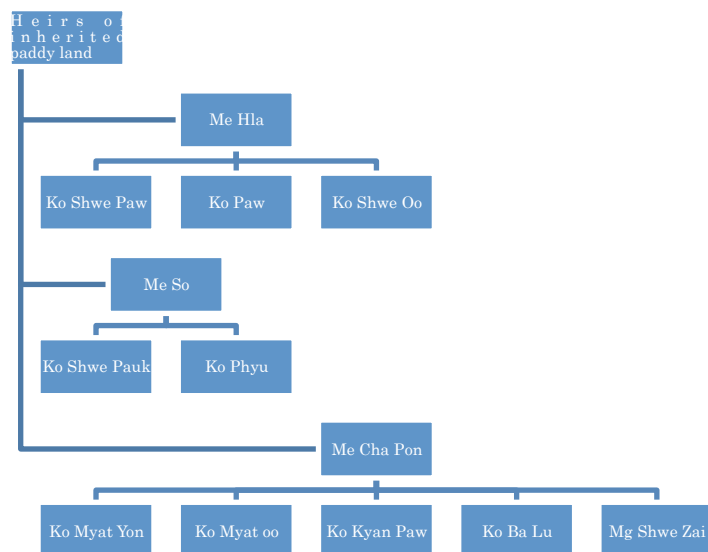 Heirs of
inherited
paddy land
Me Hla
Ko Shwe Paw
Ko Paw
Ko Shwe Oo
Me So
Ko Shwe Pauk
Ko Phyu
Me Cha Pon
Ko Myat Yon
Ko Myat oo
Ko Kyan Paw
Ko Ba Lu
Mg Shwe Zai